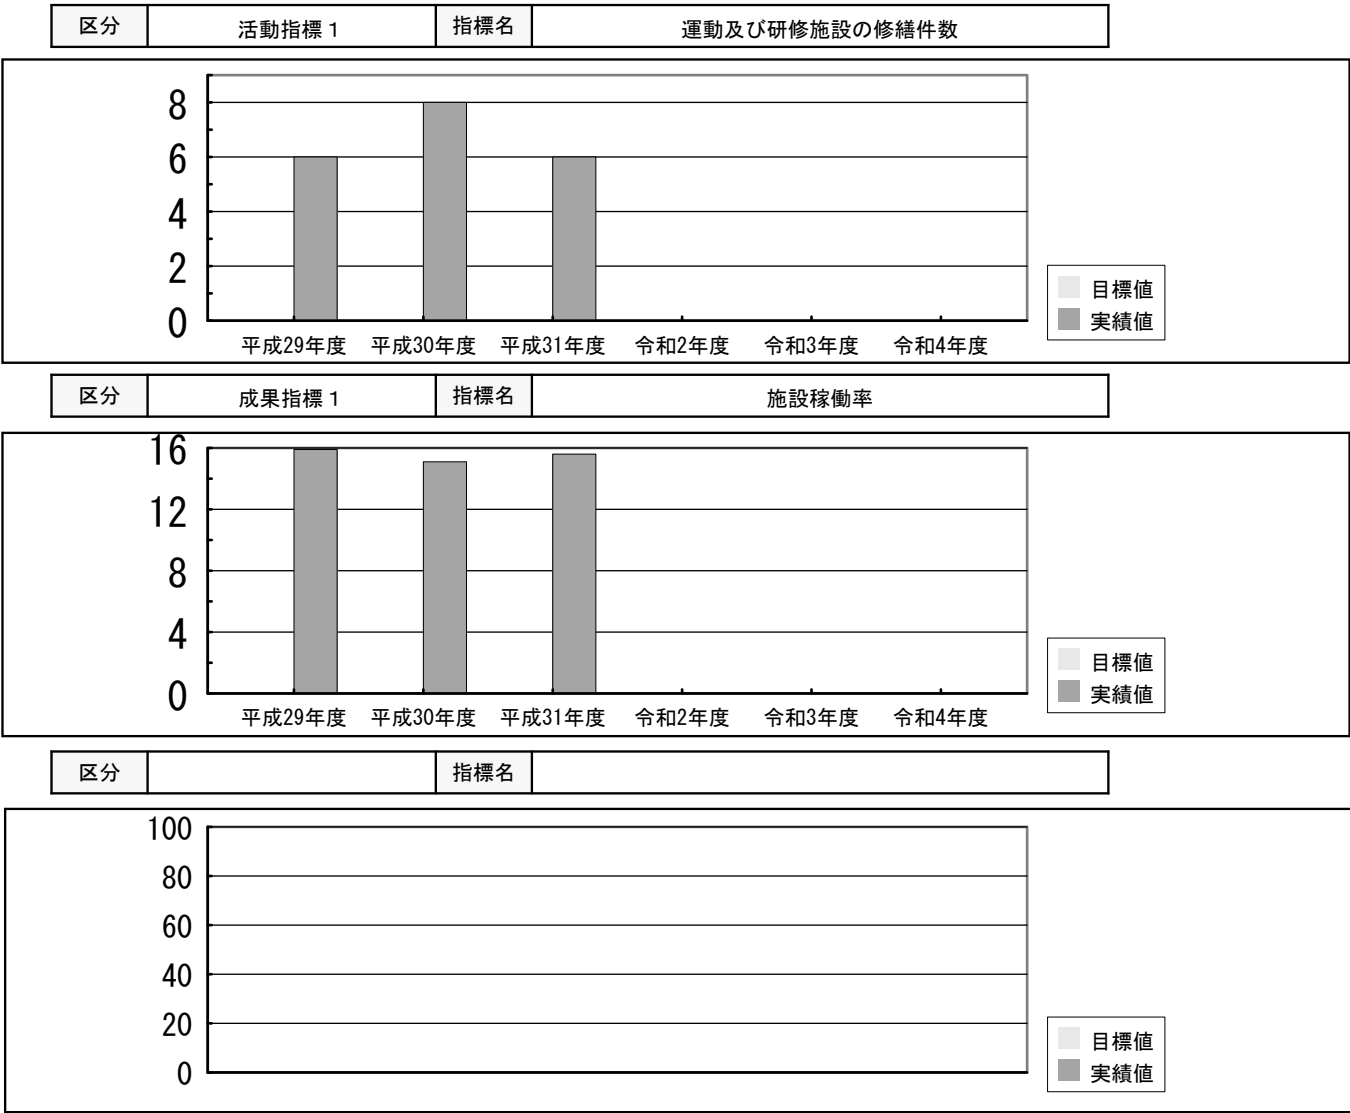 区分 活動指標1 指標名 運動及び研修施設の修繕件数
8
6
4
2
0
平成29年度 平成30年度 平成31年度 令和2年度 令和3年度 令和4年度
目標値
実績値
区分 成果指標1 指標名 施設稼働率
16
12
8
4
0
平成29年度 平成30年度 平成31年度 令和2年度 令和3年度 令和4年度
目標値
実績値
区分 指標名
100
80
60
40
20
0
目標値
実績値